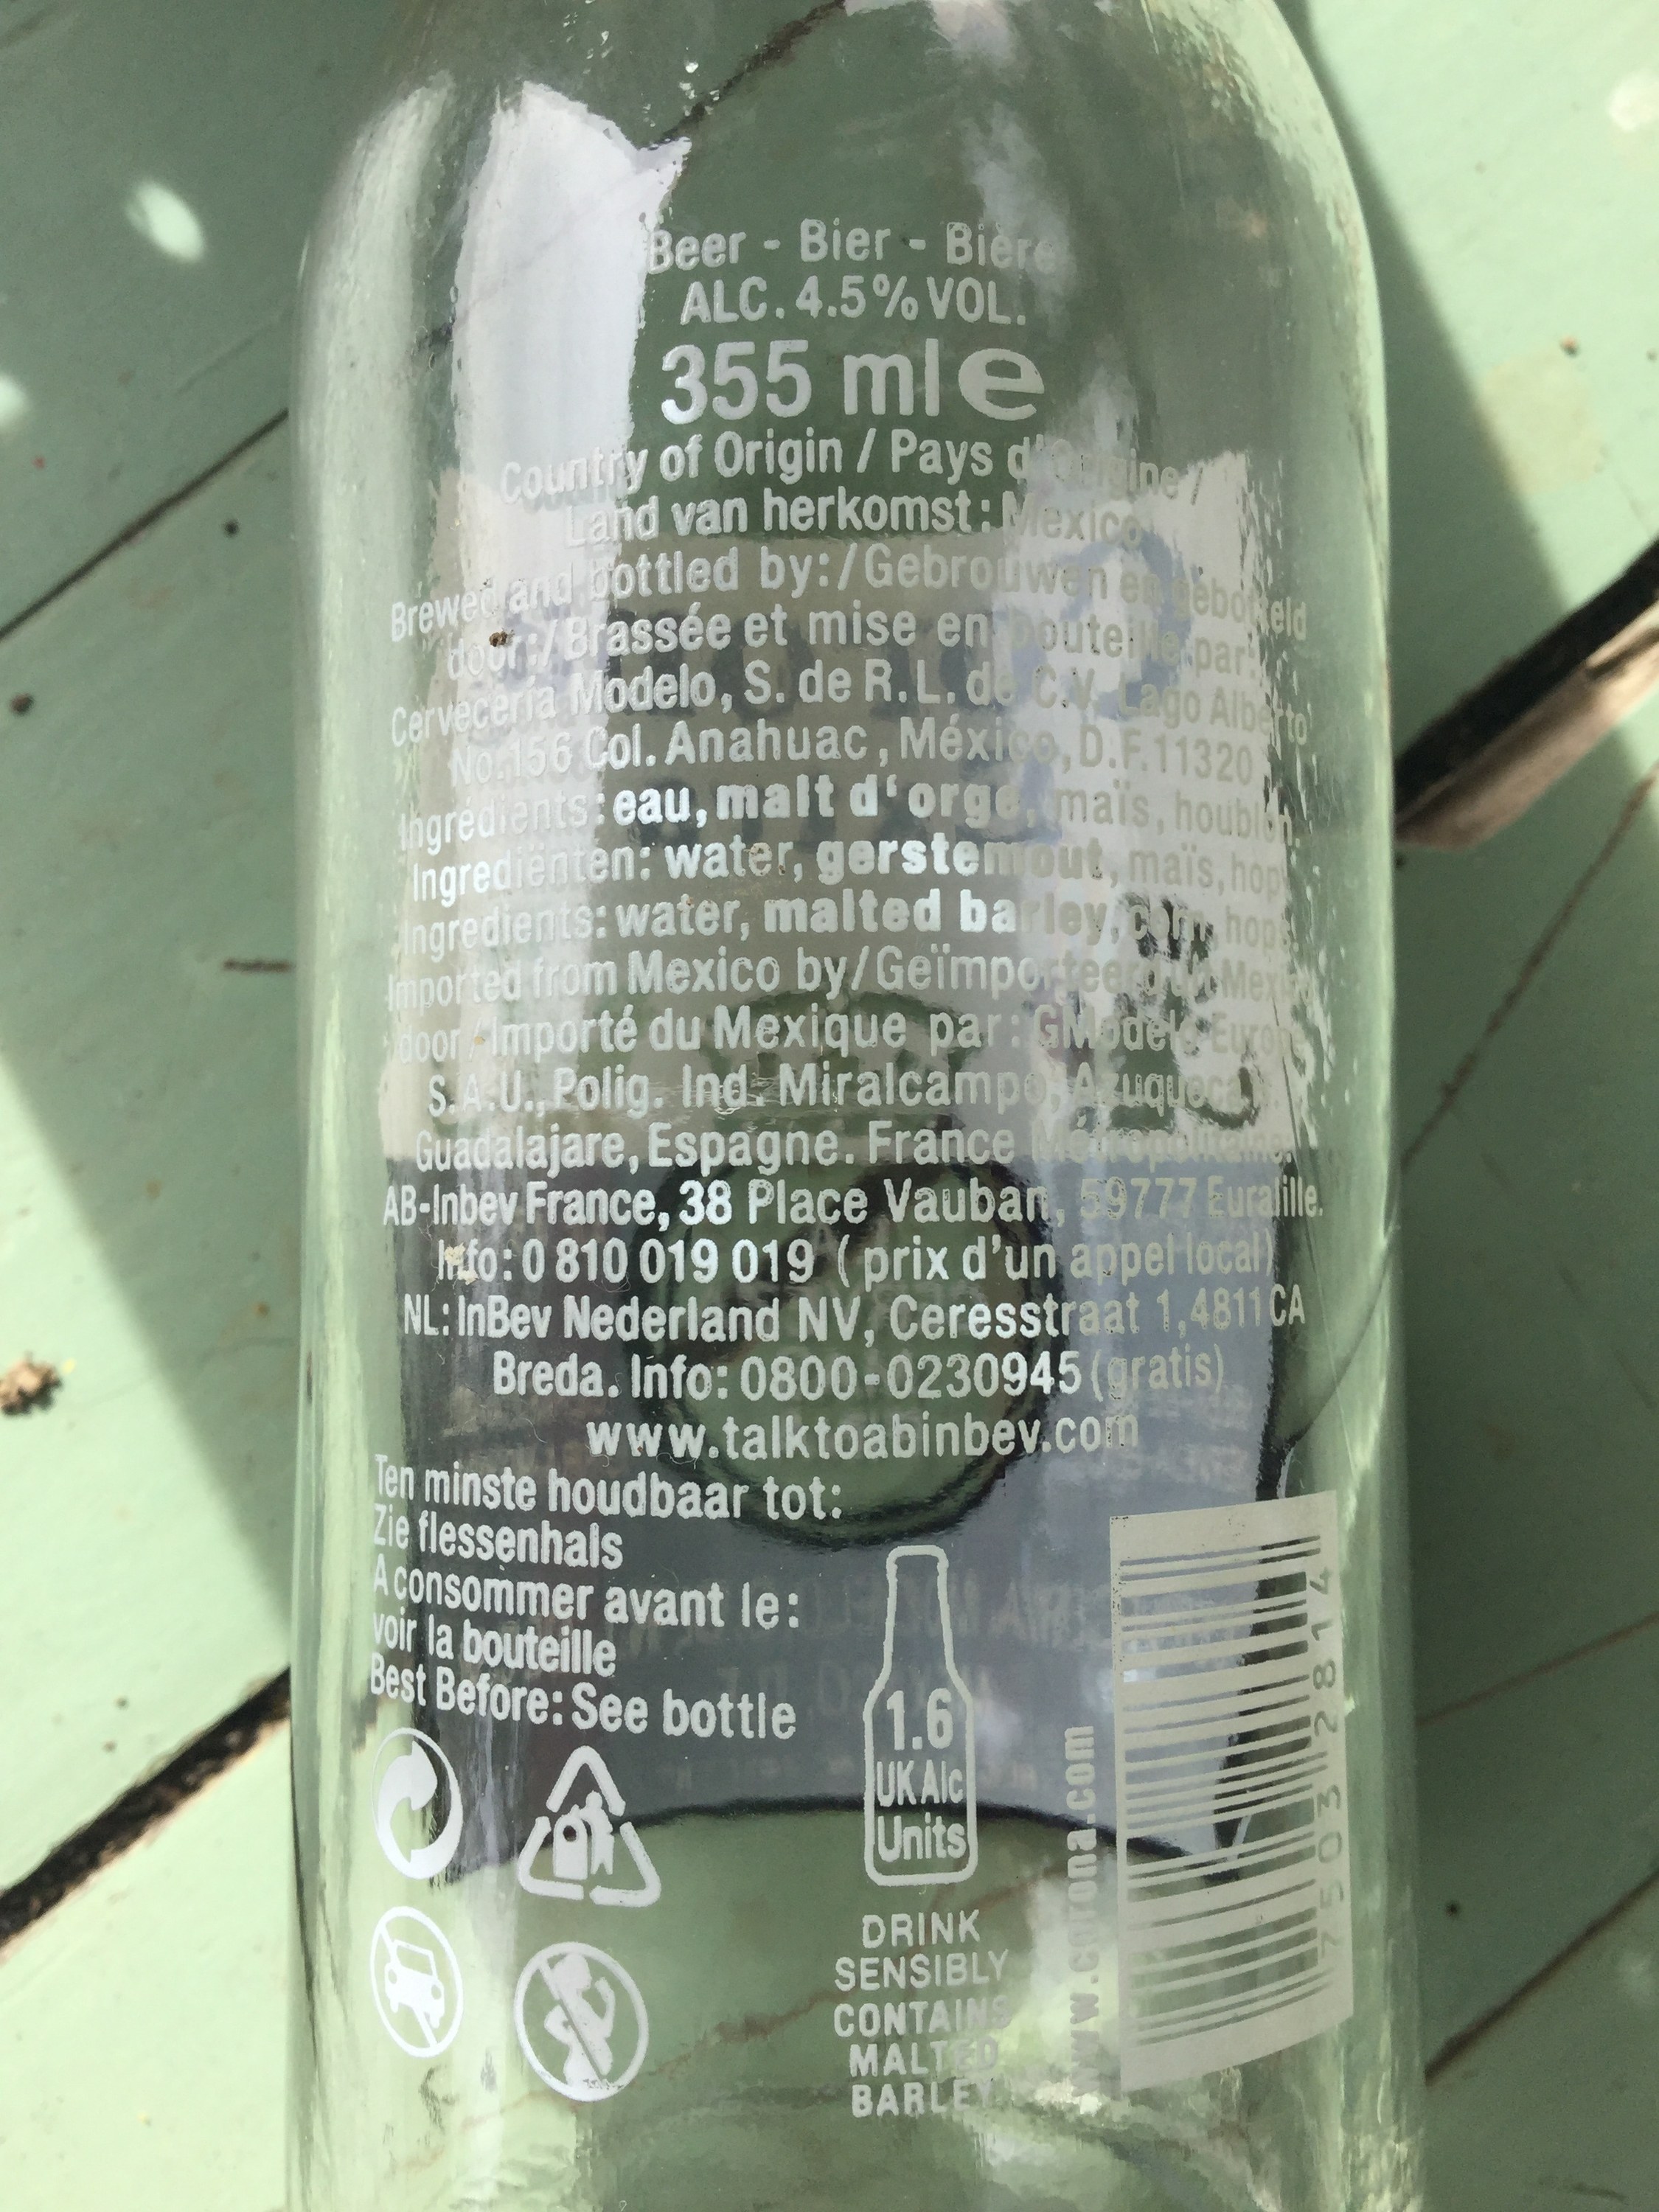 Beer - Bier - Bière
ALC. 4.5% VOL.
355 ml e
Country of Origin / Pays d'Origine /
Land van herkomst: Mexico
Brewed and bottled by:/Gebrouwen en gebotteld
door:/Brassée et mise en bouteille par:
Cervecería Modelo, S. de R.L. de C.V. Lago Alberto
No.156 Col. Anahuac, México, D.F. 11320
Ingrédients: eau, malt d'orge, maïs, houblon
Ingrediënten: water, gerstemout, maïs, hop
Ingredients: water, malted barley, corn, hops
Imported from Mexico by/Geïmporteerd uit Mexico
door/Importé du Mexique par: GModelo Europa
S.A.U., Polig. Ind. Miralcampo, Azuqueca
Guadalajare, Espagne. France Métropolitaine:
AB-Inbev France, 38 Place Vauban, 59777 Euralille.
Info: 0 810 019 019 (prix d'un appel local)
NL: InBev Nederland NV, Ceresstraat 1, 4811CA
Breda. Info: 0800-0230945 (gratis)
www.talktoabinbev.com
Ten minste houdbaar tot:
Zie flessenhals
A consommer avant le:
voir la bouteille
Best Before: See bottle
1.6
UK Alc
Units
DRINK
SENSIBLY
CONTAINS
MALTED
BARLEY.
www.corona.com
7503 2814